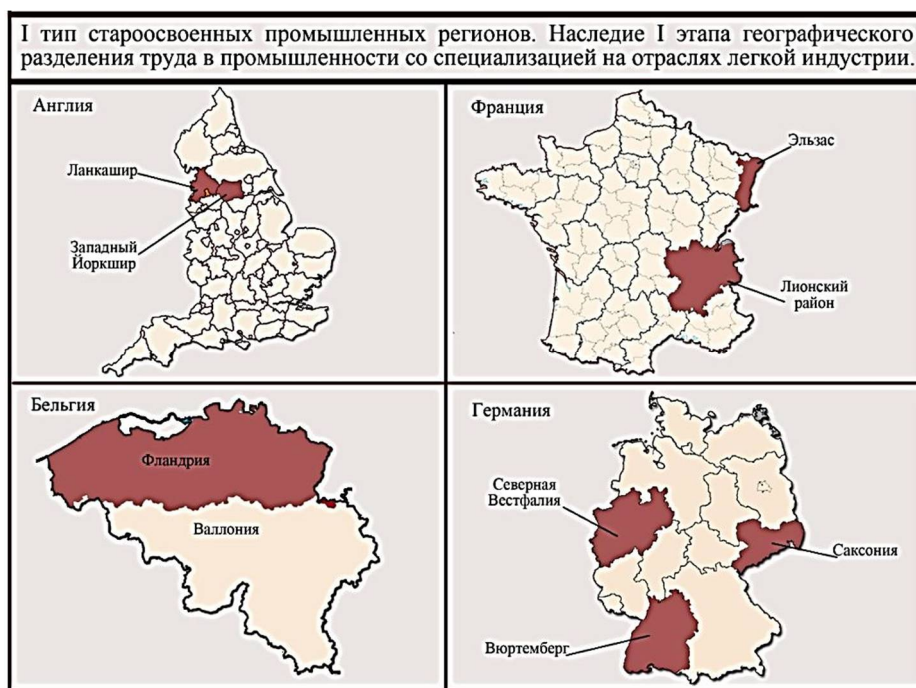 I тип староосвоенных промышленных регионов. Наследие I этапа географического
разделения труда в промышленности со специализацией на отраслях легкой индустрии.
Англия
Ланкашир
Западный
Йоркшир
Франция
Эльзас
Лионский
район
Бельгия
Фландрия
Валлония
Германия
Северная
Вестфалия
Саксония
Вюртемберг